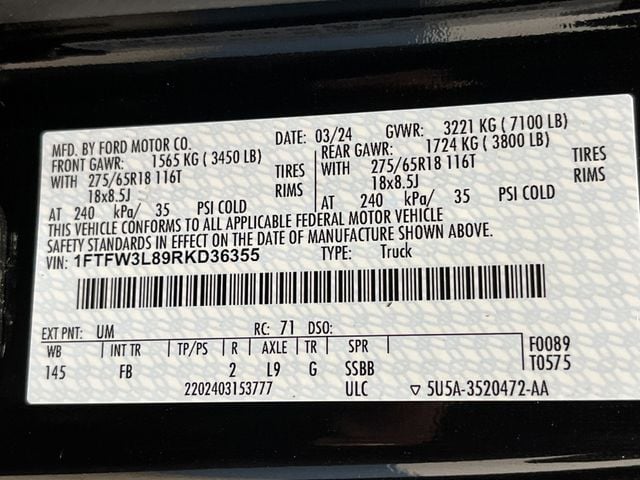 MFD. BY FORD MOTOR CO. DATE: 03/24 GVWR: 3221 KG ( 7100 LB)
FRONT GAWR: 1565 KG ( 3450 LB) REAR GAWR: 1724 KG ( 3800 LB)
WITH 275/65R18 116T TIRES WITH 275/65R18 116T TIRES
18x8.5J RIMS 18x8.5J RIMS
AT 240 kPa/ 35 PSI COLD AT 240 kPa/ 35 PSI COLD
THIS VEHICLE CONFORMS TO ALL APPLICABLE FEDERAL MOTOR VEHICLE
SAFETY STANDARDS IN EFFECT ON THE DATE OF MANUFACTURE SHOWN ABOVE.
VIN: 1FTFW3L89RKD36355 TYPE: Truck
EXT PNT: UM RC: 71 DSO:
WB INT TR TP/PS R AXLE TR SPR F0089
145 FB 2 L9 G SSBB T0575
2202403153777 ULC ▽ 5U5A-3520472-AA